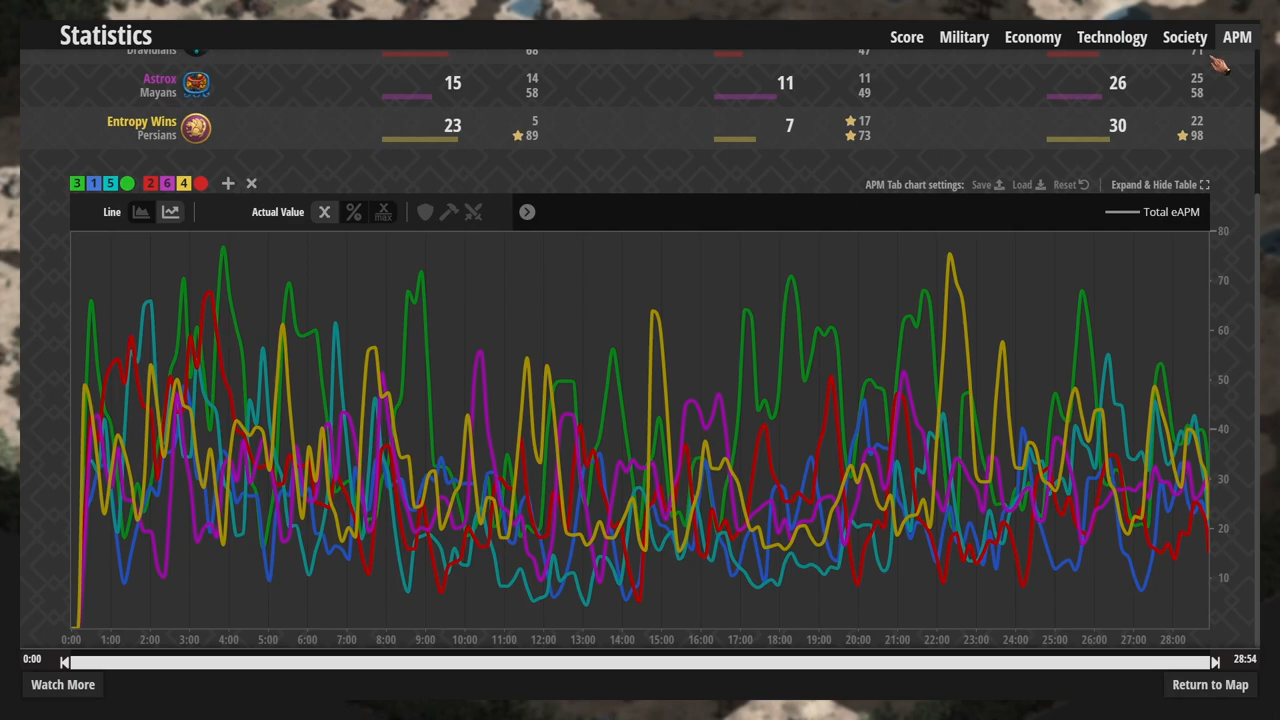 Statistics
Score Military Economy Technology Society APM
Dravidians 68 47 71
Astrox 15 14 11 11 26 25
Mayans 58 49 58
Entropy Wins 23 5 7 17 30 22
Persians 89 73 98
3 1 5 2 6 4
APM Tab chart settings: Save Load Reset Expand & Hide Table
Line Actual Value X % X/max Total eAPM
80
70
60
50
40
30
20
10
0:00 1:00 2:00 3:00 4:00 5:00 6:00 7:00 8:00 9:00 10:00 11:00 12:00 13:00 14:00 15:00 16:00 17:00 18:00 19:00 20:00 21:00 22:00 23:00 24:00 25:00 26:00 27:00 28:00
0:00 28:54
Watch More Return to Map